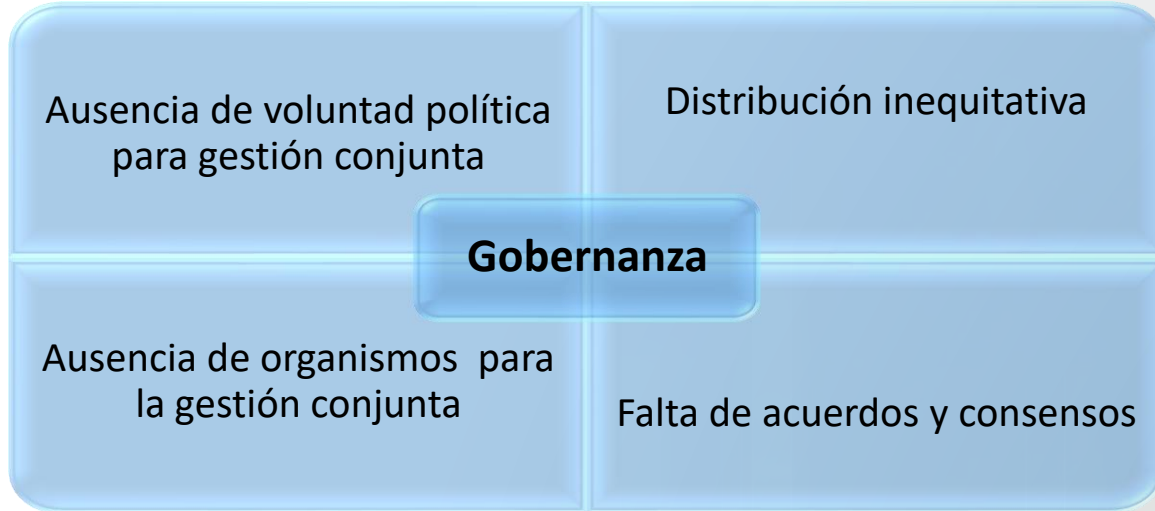 Ausencia de voluntad política
para gestión conjunta
Distribución inequitativa
Gobernanza
Ausencia de organismos  para
la gestión conjunta
Falta de acuerdos y consensos